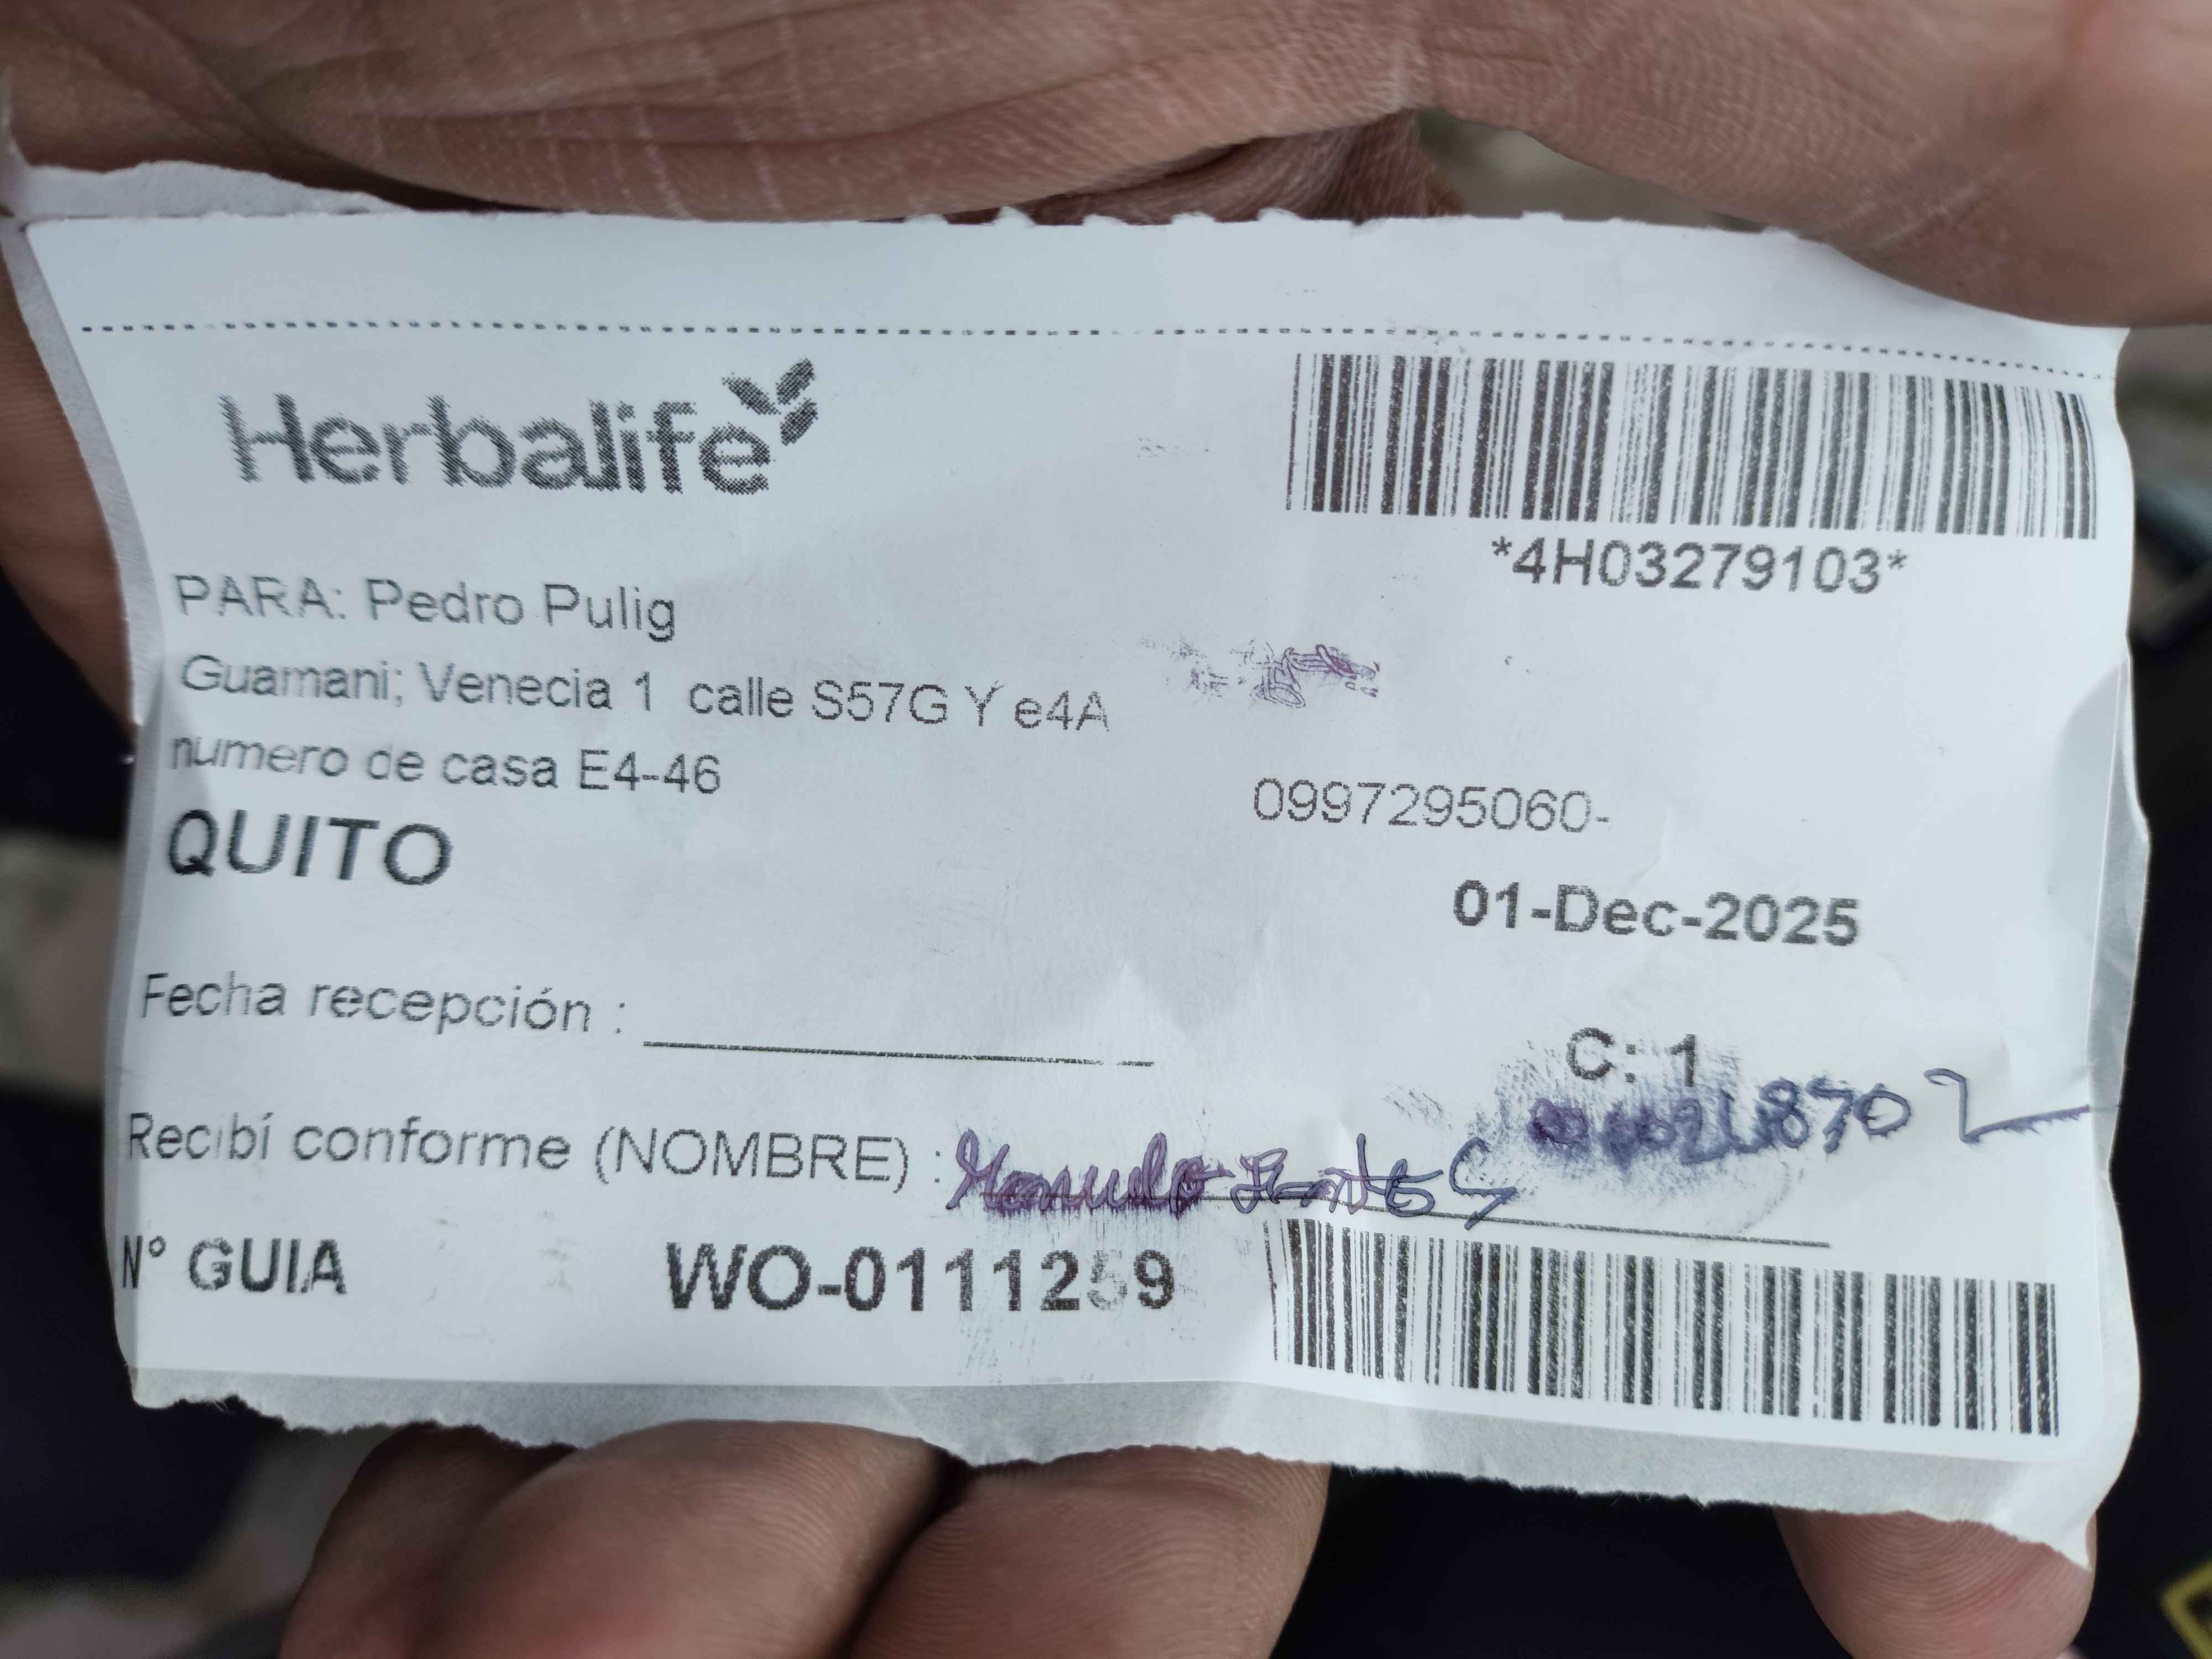 Herbalife
*4H03279103*
PARA: Pedro Pulig
Guamani; Venecia 1 calle S57G Y e4A
numero de casa E4-46
0997295060-
QUITO
01-Dec-2025
Fecha recepción :
C: 1
Recibí conforme (NOMBRE) :
N° GUIA WO-0111259